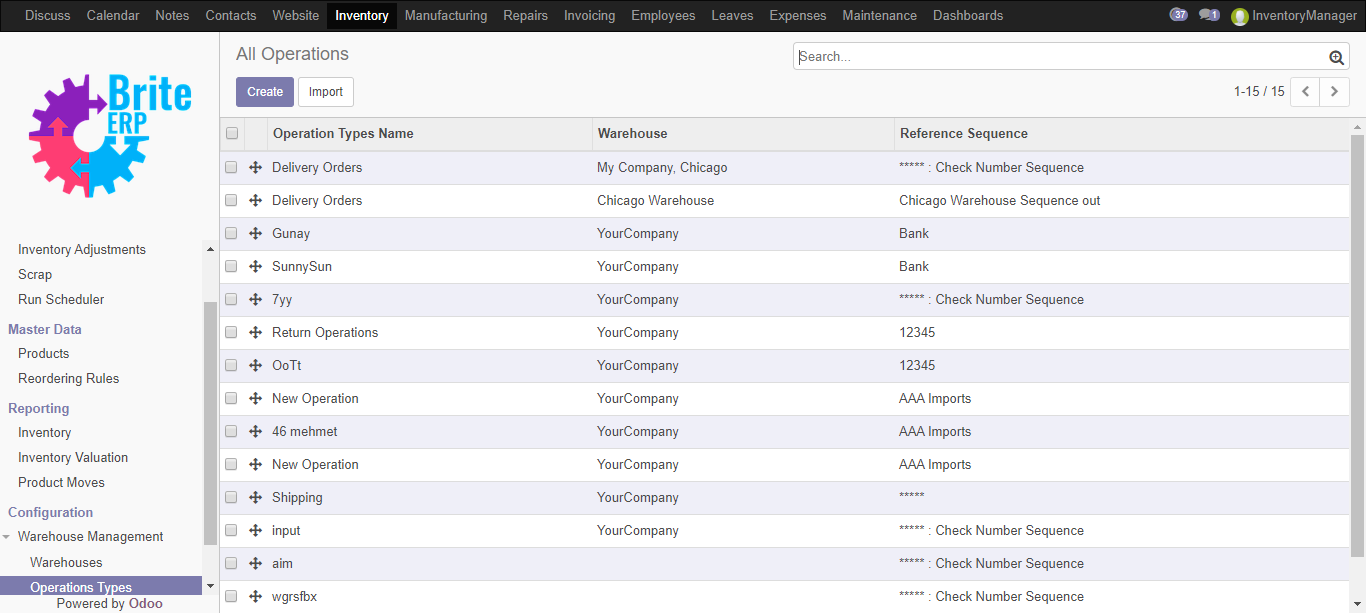 Discuss Calendar Notes Contacts Website Inventory Manufacturing Repairs Invoicing Employees Leaves Expenses Maintenance Dashboards 37 1 InventoryManager
Brite
ERP
Inventory Adjustments
Scrap
Run Scheduler
Master Data
Products
Reordering Rules
Reporting
Inventory
Inventory Valuation
Product Moves
Configuration
Warehouse Management
Warehouses
Operations Types
Powered by Odoo
All Operations
Search...
Create Import
1-15 / 15
Operation Types Name Warehouse Reference Sequence
Delivery Orders My Company, Chicago ***** : Check Number Sequence
Delivery Orders Chicago Warehouse Chicago Warehouse Sequence out
Gunay YourCompany Bank
SunnySun YourCompany Bank
7yy YourCompany ***** : Check Number Sequence
Return Operations YourCompany 12345
OoTt YourCompany 12345
New Operation YourCompany AAA Imports
46 mehmet YourCompany AAA Imports
New Operation YourCompany AAA Imports
Shipping YourCompany *****
input YourCompany ***** : Check Number Sequence
aim ***** : Check Number Sequence
wgrsfbx ***** : Check Number Sequence